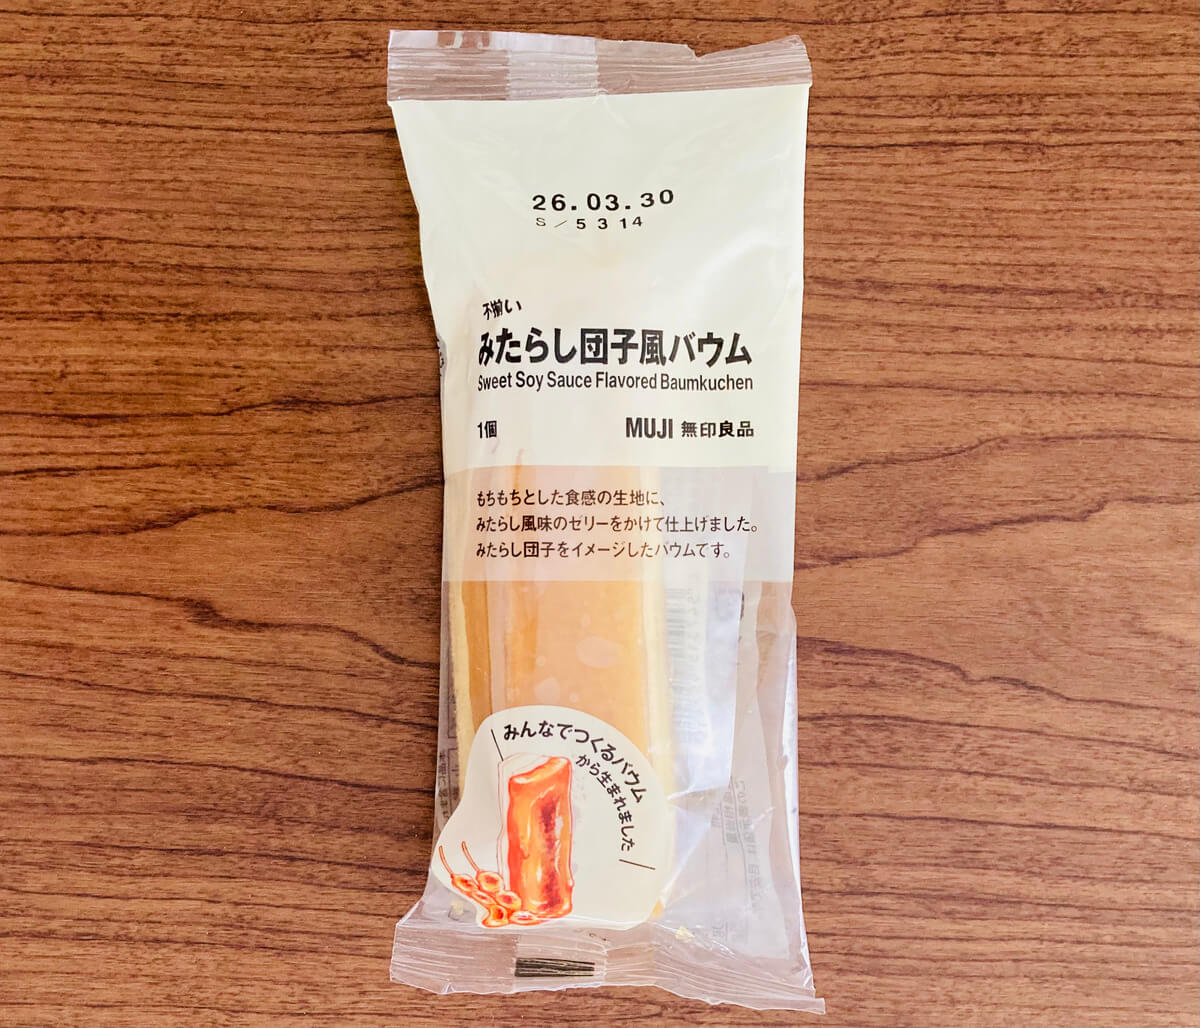 26.03.30
S/5314
不揃い
みたらし団子風バウム
Sweet Soy Sauce Flavored Baumkuchen
1個
MUJI 無印良品
もちもちとした食感の生地に、
みたらし風味のゼリーをかけて仕上げました。
みたらし団子をイメージしたバウムです。
みんなでつくるバウム
から生まれました